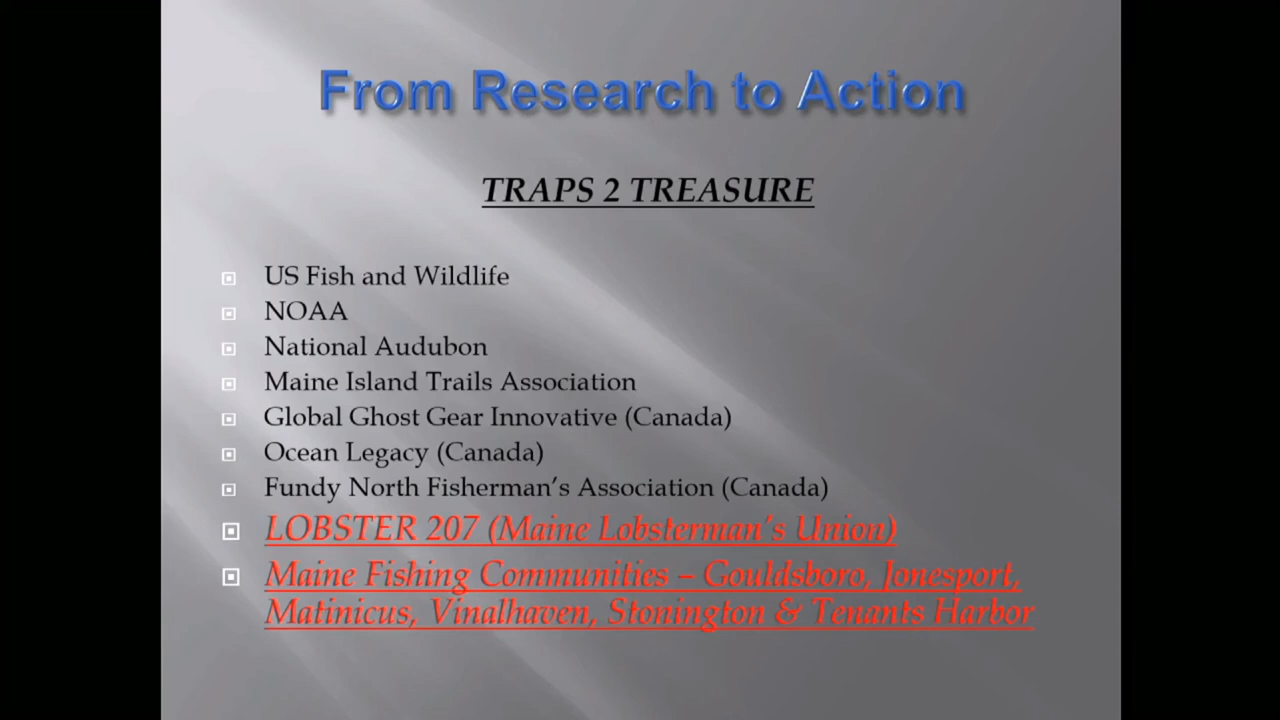 From Research to Action
TRAPS 2 TREASURE
US Fish and Wildlife
NOAA
National Audubon
Maine Island Trails Association
Global Ghost Gear Innovative (Canada)
Ocean Legacy (Canada)
Fundy North Fisherman’s Association (Canada)
LOBSTER 207 (Maine Lobsterman’s Union)
Maine Fishing Communities – Gouldsboro, Jonesport,
Matinicus, Vinalhaven, Stonington & Tenants Harbor